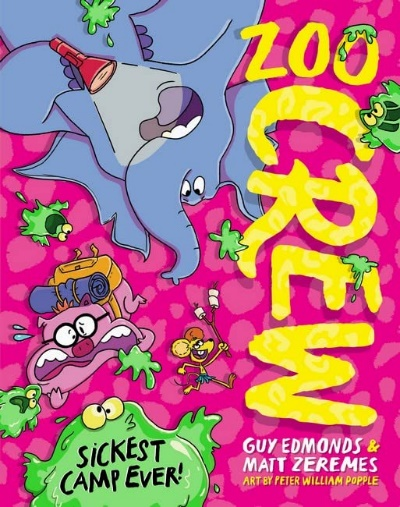 ZOO
CREW
GUY EDMONDS &
MATT ZEREMES
ART BY PETER WILLIAM POPPLE
SICKEST
CAMP EVER!